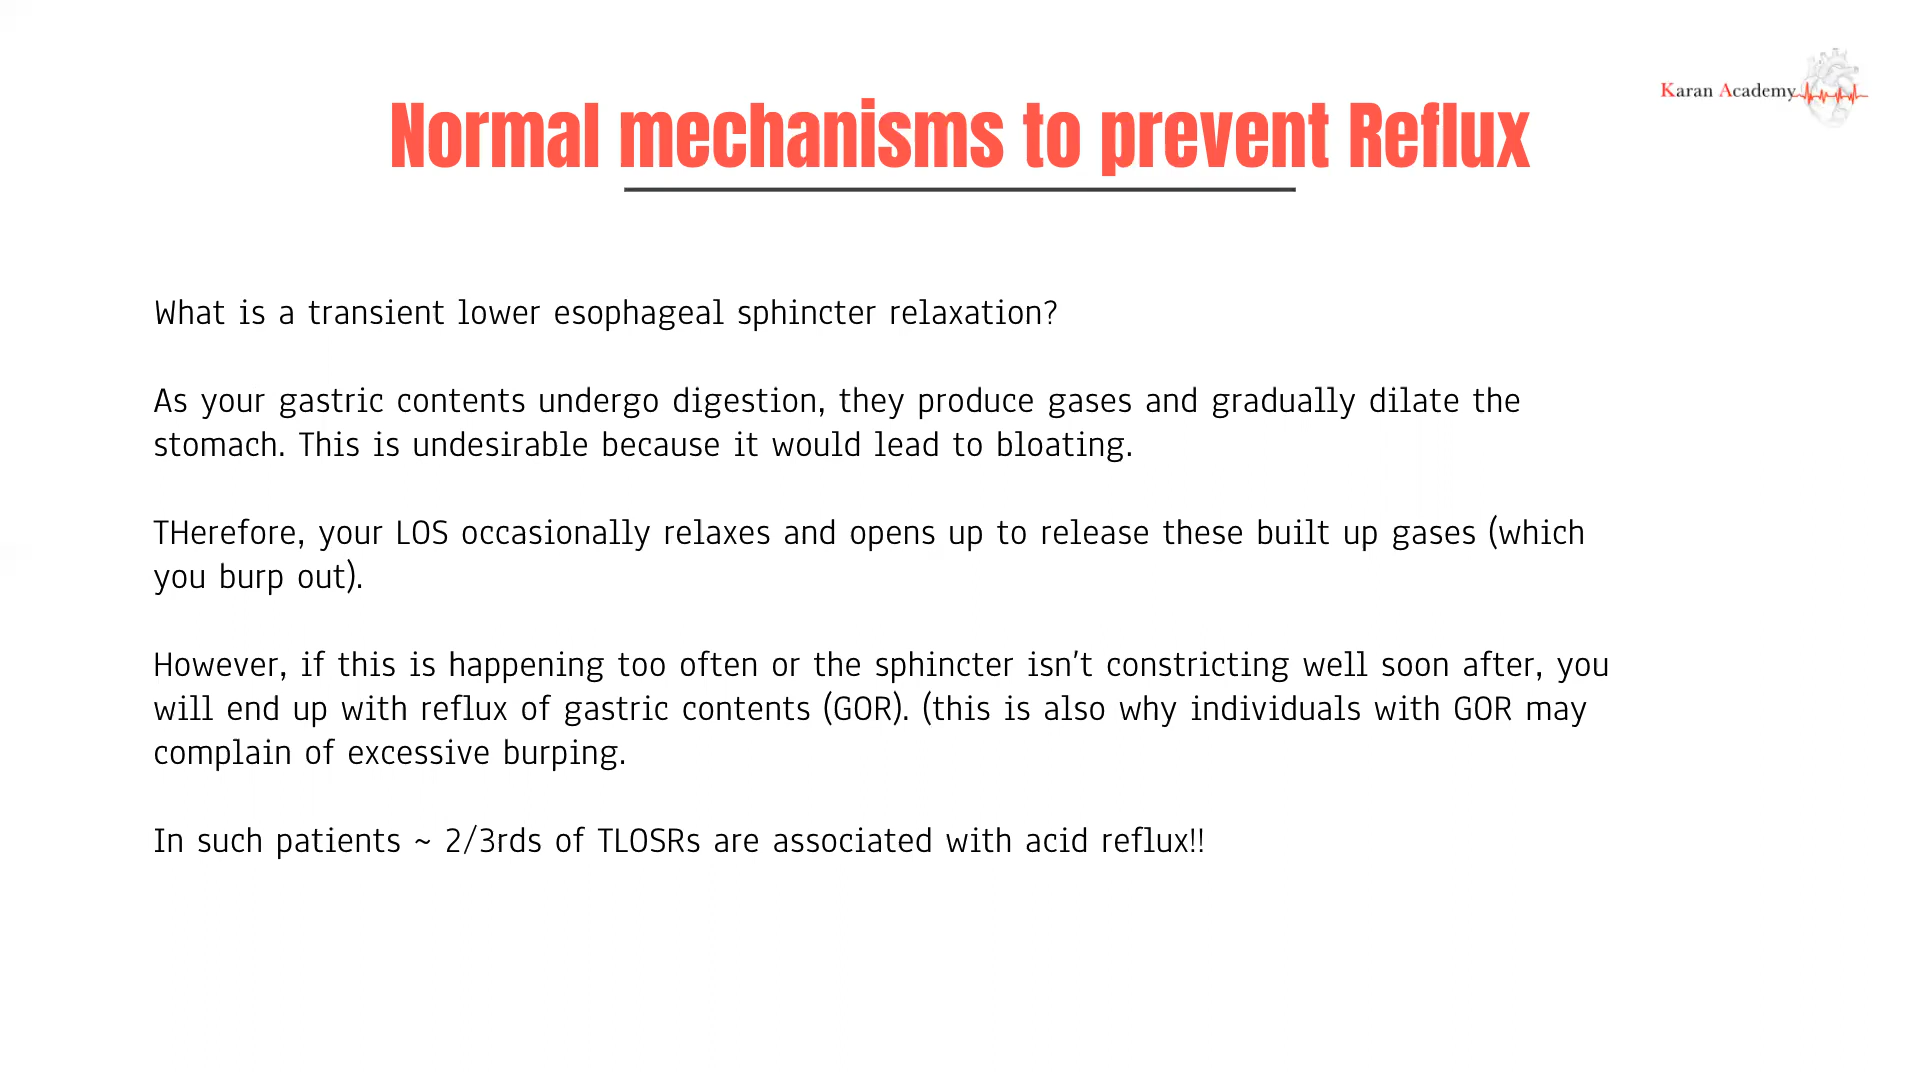 Karan Academy
Normal mechanisms to prevent Reflux
What is a transient lower esophageal sphincter relaxation?
As your gastric contents undergo digestion, they produce gases and gradually dilate the
stomach. This is undesirable because it would lead to bloating.
THerefore, your LOS occasionally relaxes and opens up to release these built up gases (which
you burp out).
However, if this is happening too often or the sphincter isn't constricting well soon after, you
will end up with reflux of gastric contents (GOR). (this is also why individuals with GOR may
complain of excessive burping.
In such patients ~ 2/3rds of TLOSRs are associated with acid reflux!!